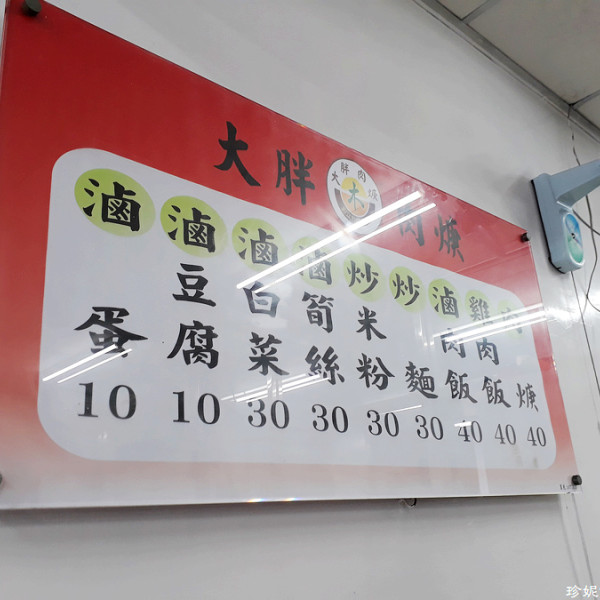 大胖肉焿
大胖肉焿
木
滷蛋 10
滷豆腐 10
滷白菜 30
滷筍絲 30
炒米粉 30
炒麵 30
滷肉飯 40
雞肉飯 40
焿 40
珍妮